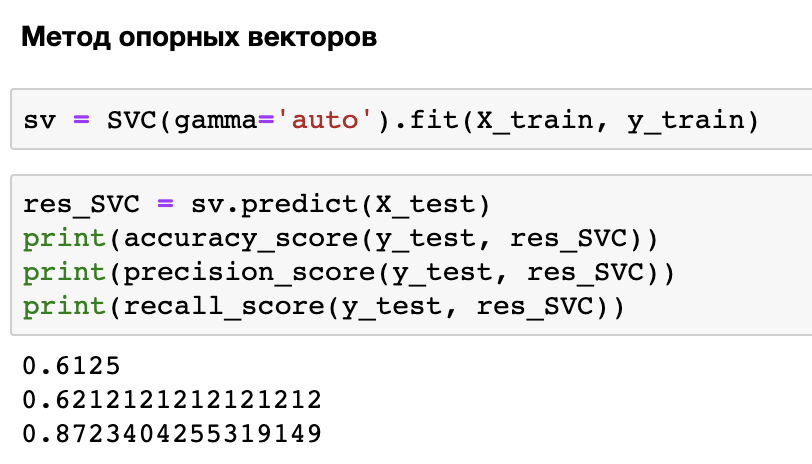 Метод опорных векторов
sv = SVC(gamma='auto').fit(X_train, y_train)
res_SVC = sv.predict(X_test)
print(accuracy_score(y_test, res_SVC))
print(precision_score(y_test, res_SVC))
print(recall_score(y_test, res_SVC))
0.6125
0.6212121212121212
0.8723404255319149